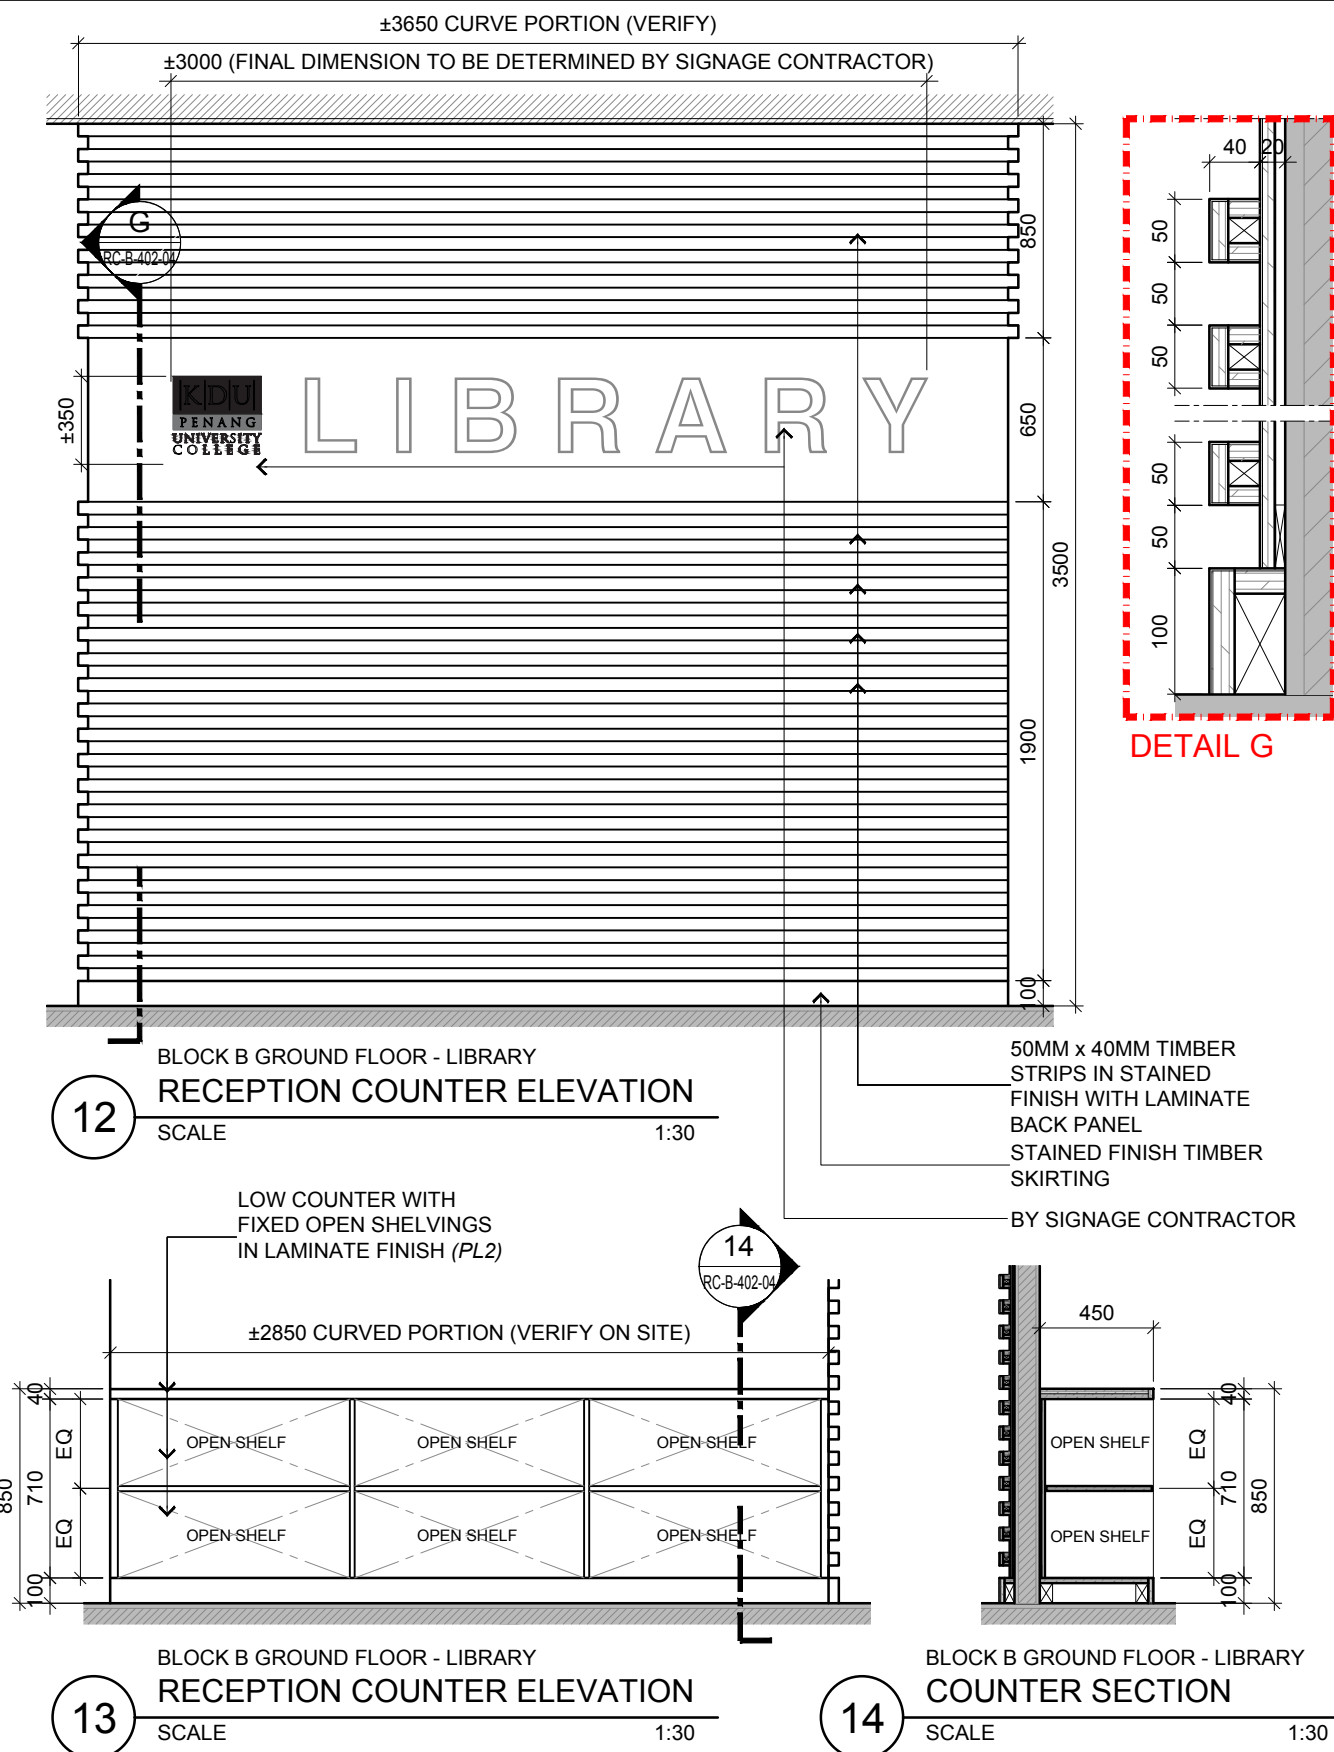 ±3650 CURVE PORTION (VERIFY)
±3000 (FINAL DIMENSION TO BE DETERMINED BY SIGNAGE CONTRACTOR)
G
RC-B-402-04
850
±350
KDU
PENANG
UNIVERSITY
COLLEGE
LIBRARY
650
3500
1900
100
40 20
50
50
50
50
50
100
DETAIL G
50MM x 40MM TIMBER
STRIPS IN STAINED
FINISH WITH LAMINATE
BACK PANEL
STAINED FINISH TIMBER
SKIRTING
BY SIGNAGE CONTRACTOR
12
BLOCK B GROUND FLOOR - LIBRARY
RECEPTION COUNTER ELEVATION
SCALE 1:30
LOW COUNTER WITH
FIXED OPEN SHELVINGS
IN LAMINATE FINISH (PL2)
14
RC-B-402-04
±2850 CURVED PORTION (VERIFY ON SITE)
40
EQ
710
850
EQ
100
OPEN SHELF OPEN SHELF OPEN SHELF
OPEN SHELF OPEN SHELF OPEN SHELF
13
BLOCK B GROUND FLOOR - LIBRARY
RECEPTION COUNTER ELEVATION
SCALE 1:30
450
40
OPEN SHELF
EQ
710
850
OPEN SHELF
EQ
100
14
BLOCK B GROUND FLOOR - LIBRARY
COUNTER SECTION
SCALE 1:30